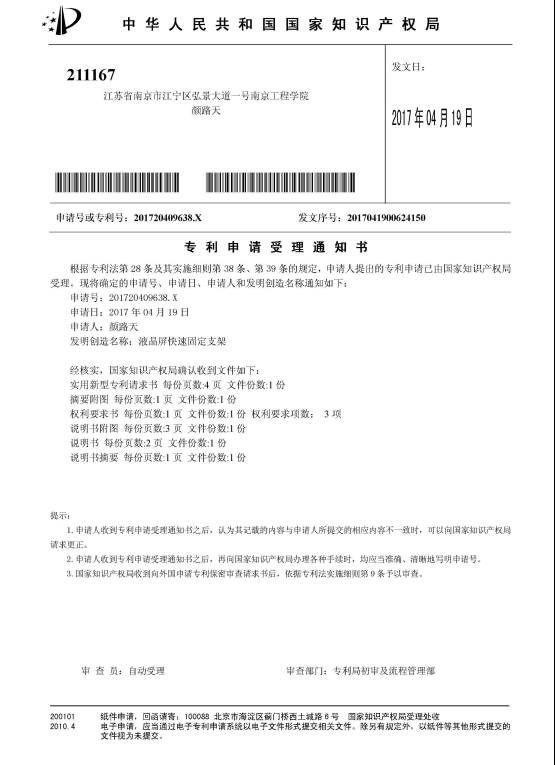 中华人民共和国国家知识产权局
211167
江苏省南京市江宁区弘景大道一号南京工程学院
颜路天
发文日：
2017年04月19日
申请号或专利号：201720409638.X 发文序号：2017041900624150
专利申请受理通知书
根据专利法第28条及其实施细则第38条、第39条的规定，申请人提出的专利申请已由国家知识产权局
受理。现将确定的申请号、申请日、申请人和发明创造名称通知如下：
申请号：201720409638.X
申请日：2017年04月19日
申请人：颜路天
发明创造名称：液晶屏快速固定支架
经核实，国家知识产权局确认收到文件如下：
实用新型专利请求书 每份页数:4页 文件份数:1份
摘要附图 每份页数:1页 文件份数:1份
权利要求书 每份页数:1页 文件份数:1份 权利要求项数： 3项
说明书附图 每份页数:3页 文件份数:1份
说明书 每份页数:2页 文件份数:1份
说明书摘要 每份页数:1页 文件份数:1份
提示：
1.申请人收到专利申请受理通知书之后，认为其记载的内容与申请人所提交的相应内容不一致时，可以向国家知识产权局
请求更正。
2.申请人收到专利申请受理通知书之后，再向国家知识产权局办理各种手续时，均应当准确、清晰地写明申请号。
3.国家知识产权局收到向外国申请专利保密审查请求书后，依据专利法实施细则第9条予以审查。
审 查 员：自动受理 审查部门：专利局初审及流程管理部
200101 纸件申请，回函请寄：100088 北京市海淀区蓟门桥西土城路6号 国家知识产权局受理处收
2010.4 电子申请，应当通过电子专利申请系统以电子文件形式提交相关文件。除另有规定外，以纸件等其他形式提交的
文件视为未提交。